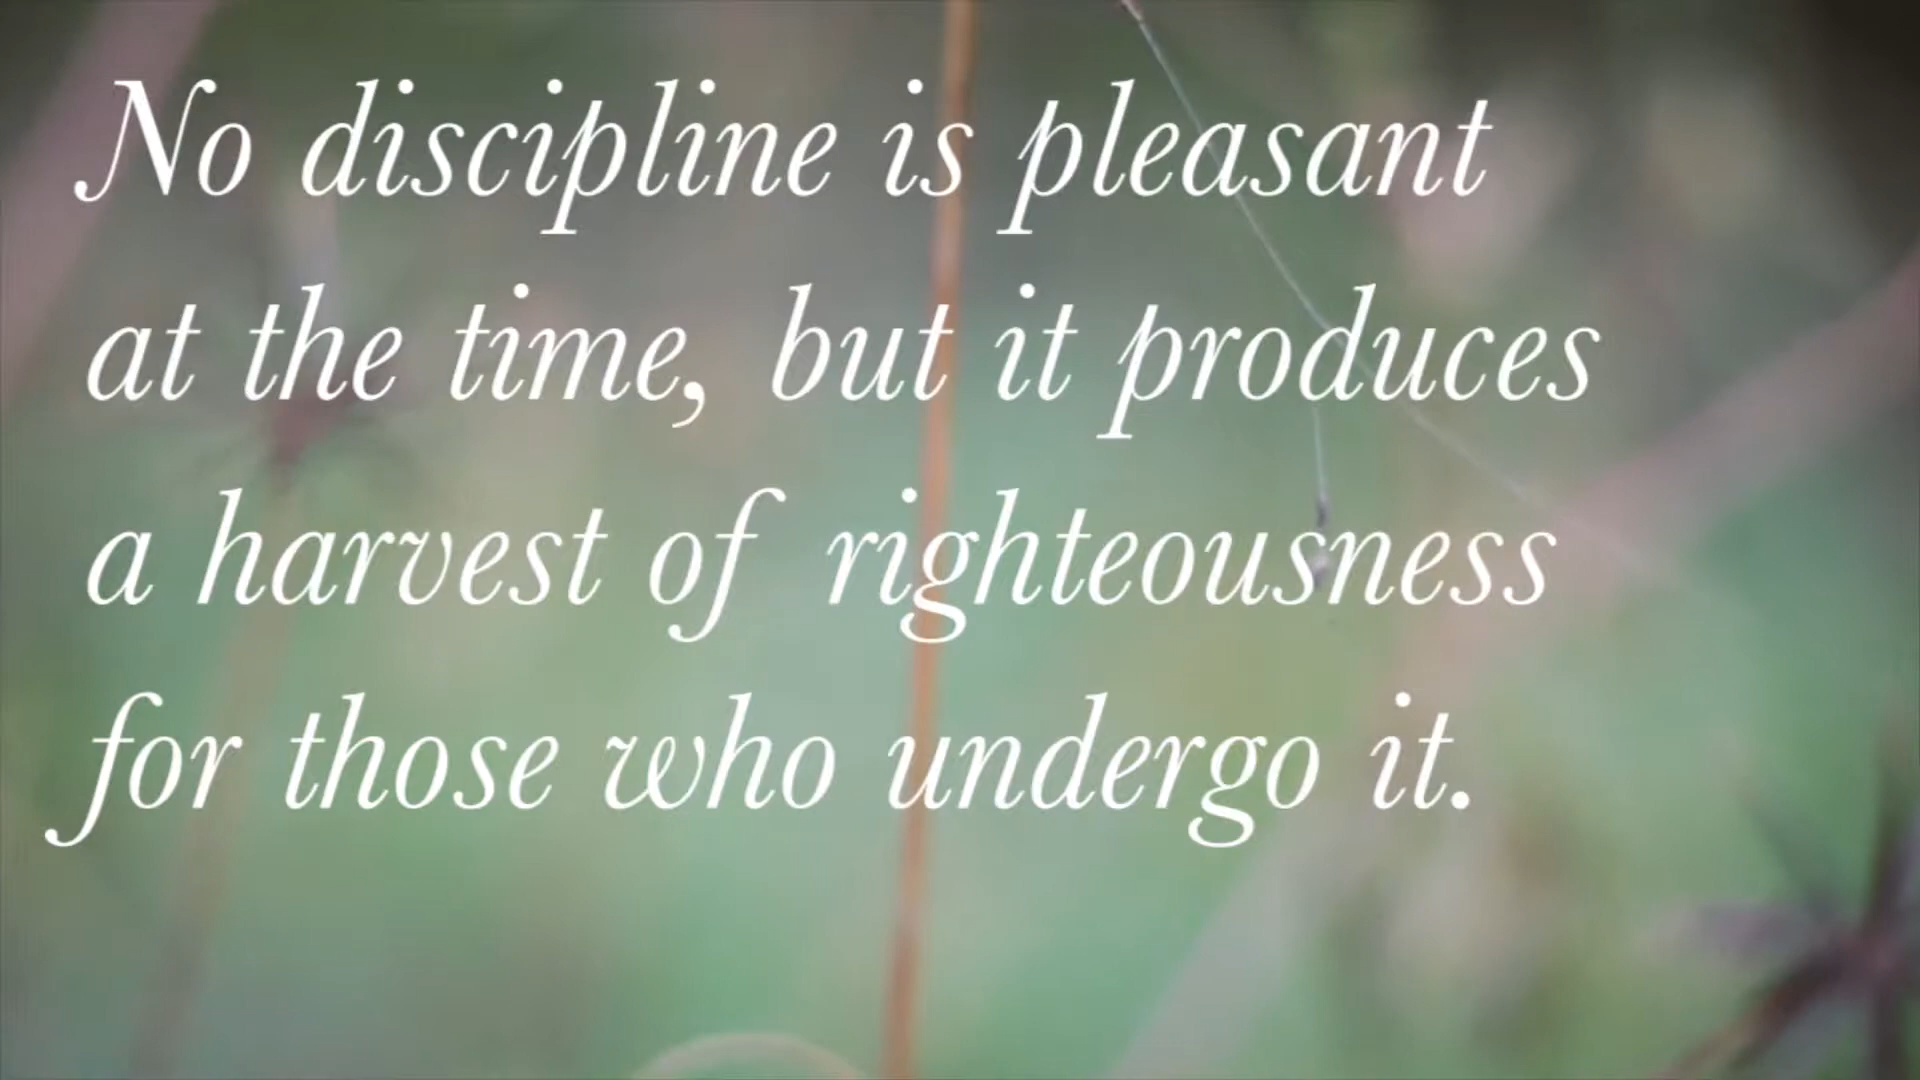 No discipline is pleasant
at the time, but it produces
a harvest of righteousness
for those who undergo it.